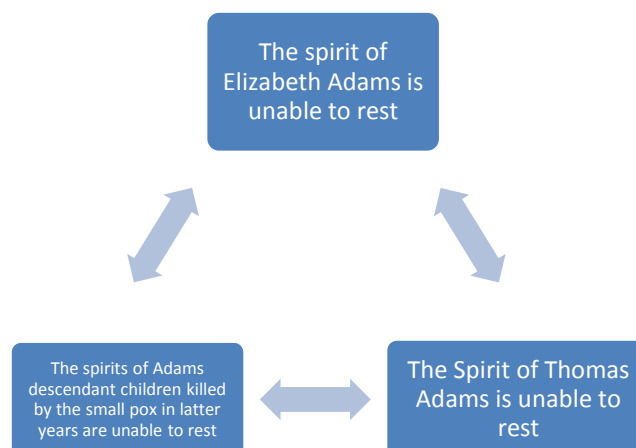 The spirit of
Elizabeth Adams is
unable to rest
The spirits of Adams
descendant children killed
by the small pox in latter
years are unable to rest
The Spirit of Thomas
Adams is unable to
rest